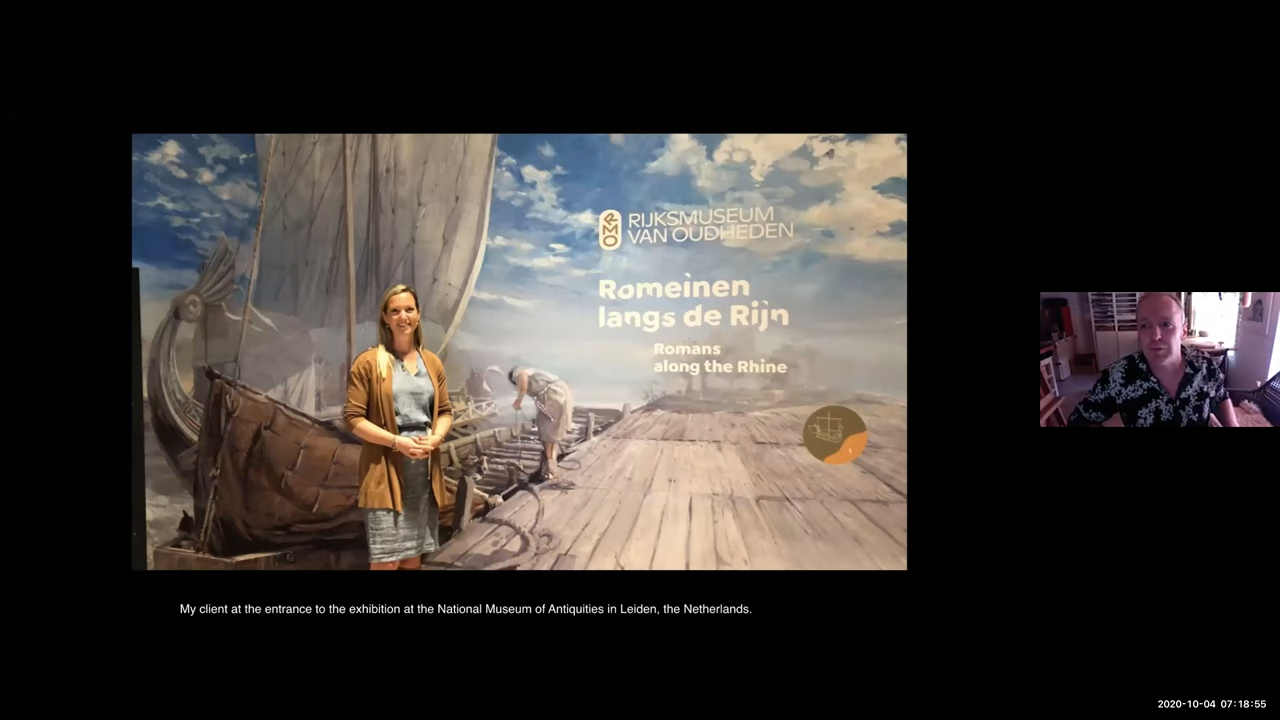 RMO
RIJKSMUSEUM
VAN OUDHEDEN
Romeinen
langs de Rijn
Romans
along the Rhine
My client at the entrance to the exhibition at the National Museum of Antiquities in Leiden, the Netherlands.
2020-10-04 07:18:55